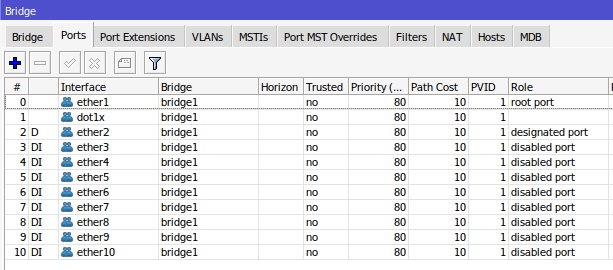 Bridge
Bridge Ports Port Extensions VLANs MSTIs Port MST Overrides Filters NAT Hosts MDB
# Interface Bridge Horizon Trusted Priority (... Path Cost PVID Role
0 ether1 bridge1 no 80 10 1 root port
1 dot1x bridge1 no 80 10 1
2 D ether2 bridge1 no 80 10 1 designated port
3 DI ether3 bridge1 no 80 10 1 disabled port
4 DI ether4 bridge1 no 80 10 1 disabled port
5 DI ether5 bridge1 no 80 10 1 disabled port
6 DI ether6 bridge1 no 80 10 1 disabled port
7 DI ether7 bridge1 no 80 10 1 disabled port
8 DI ether8 bridge1 no 80 10 1 disabled port
9 DI ether9 bridge1 no 80 10 1 disabled port
10 DI ether10 bridge1 no 80 10 1 disabled port